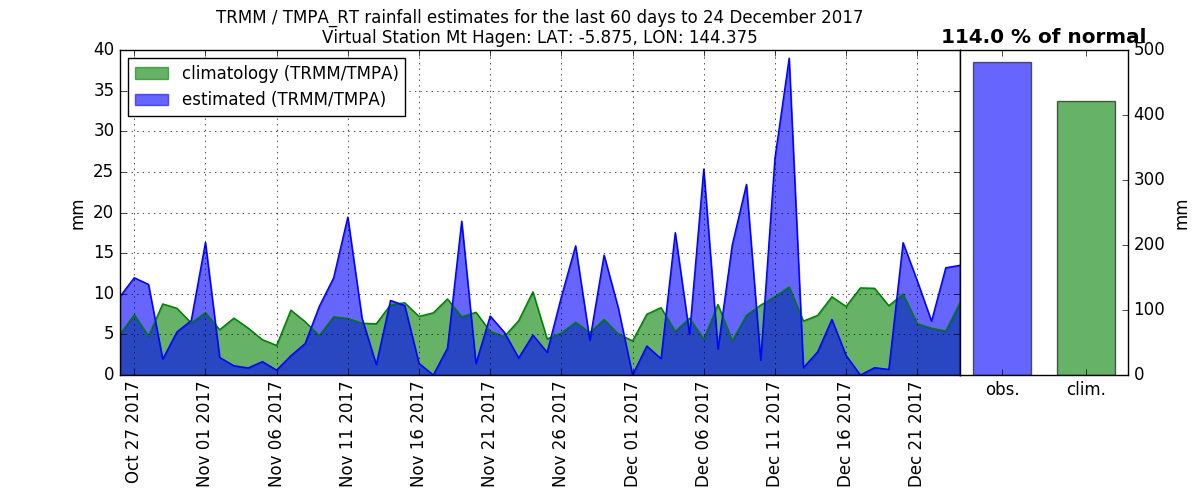 TRMM / TMPA_RT rainfall estimates for the last 60 days to 24 December 2017
Virtual Station Mt Hagen: LAT: -5.875, LON: 144.375
114.0 % of normal
climatology (TRMM/TMPA)
estimated (TRMM/TMPA)
40
35
30
25
20
15
10
5
0
mm
Oct 27 2017
Nov 01 2017
Nov 06 2017
Nov 11 2017
Nov 16 2017
Nov 21 2017
Nov 26 2017
Dec 01 2017
Dec 06 2017
Dec 11 2017
Dec 16 2017
Dec 21 2017
obs.
clim.
500
400
300
200
100
0
mm